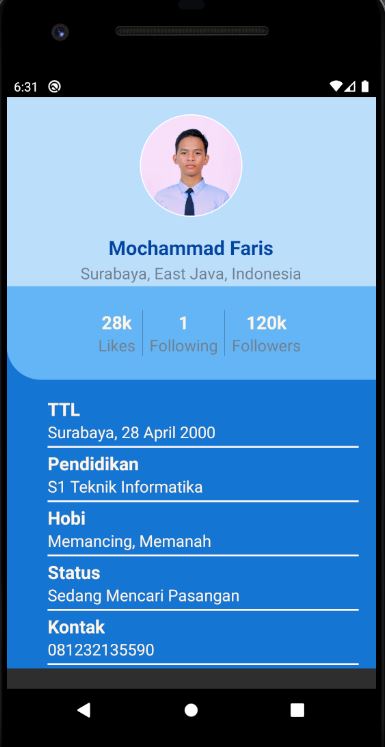 6:31
Mochammad Faris
Surabaya, East Java, Indonesia
28k 1 120k
Likes Following Followers
TTL
Surabaya, 28 April 2000
Pendidikan
S1 Teknik Informatika
Hobi
Memancing, Memanah
Status
Sedang Mencari Pasangan
Kontak
081232135590